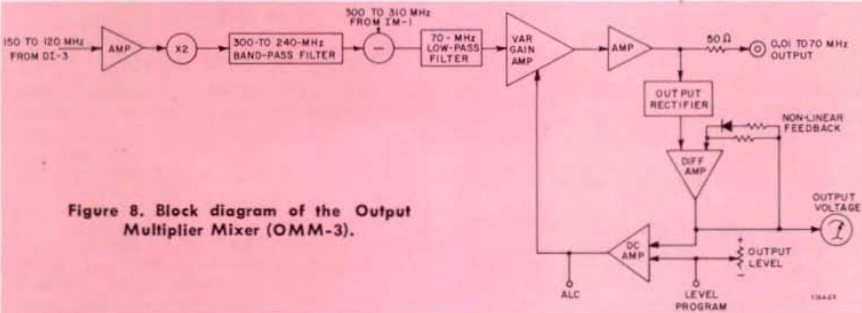 300 TO 310 MHz
FROM IM-1
150 TO 120 MHz
FROM DI-3
AMP
X2
300-TO 240-MHz
BAND-PASS FILTER
−
70-MHz
LOW-PASS
FILTER
VAR
GAIN
AMP
AMP
50 Ω
0.01 TO 70 MHz
OUTPUT
OUTPUT
RECTIFIER
NON-LINEAR
FEEDBACK
DIFF
AMP
OUTPUT
VOLTAGE
DC
AMP
+
OUTPUT
LEVEL
−
ALC
LEVEL
PROGRAM
Figure 8. Block diagram of the Output
Multiplier Mixer (OMM-3).